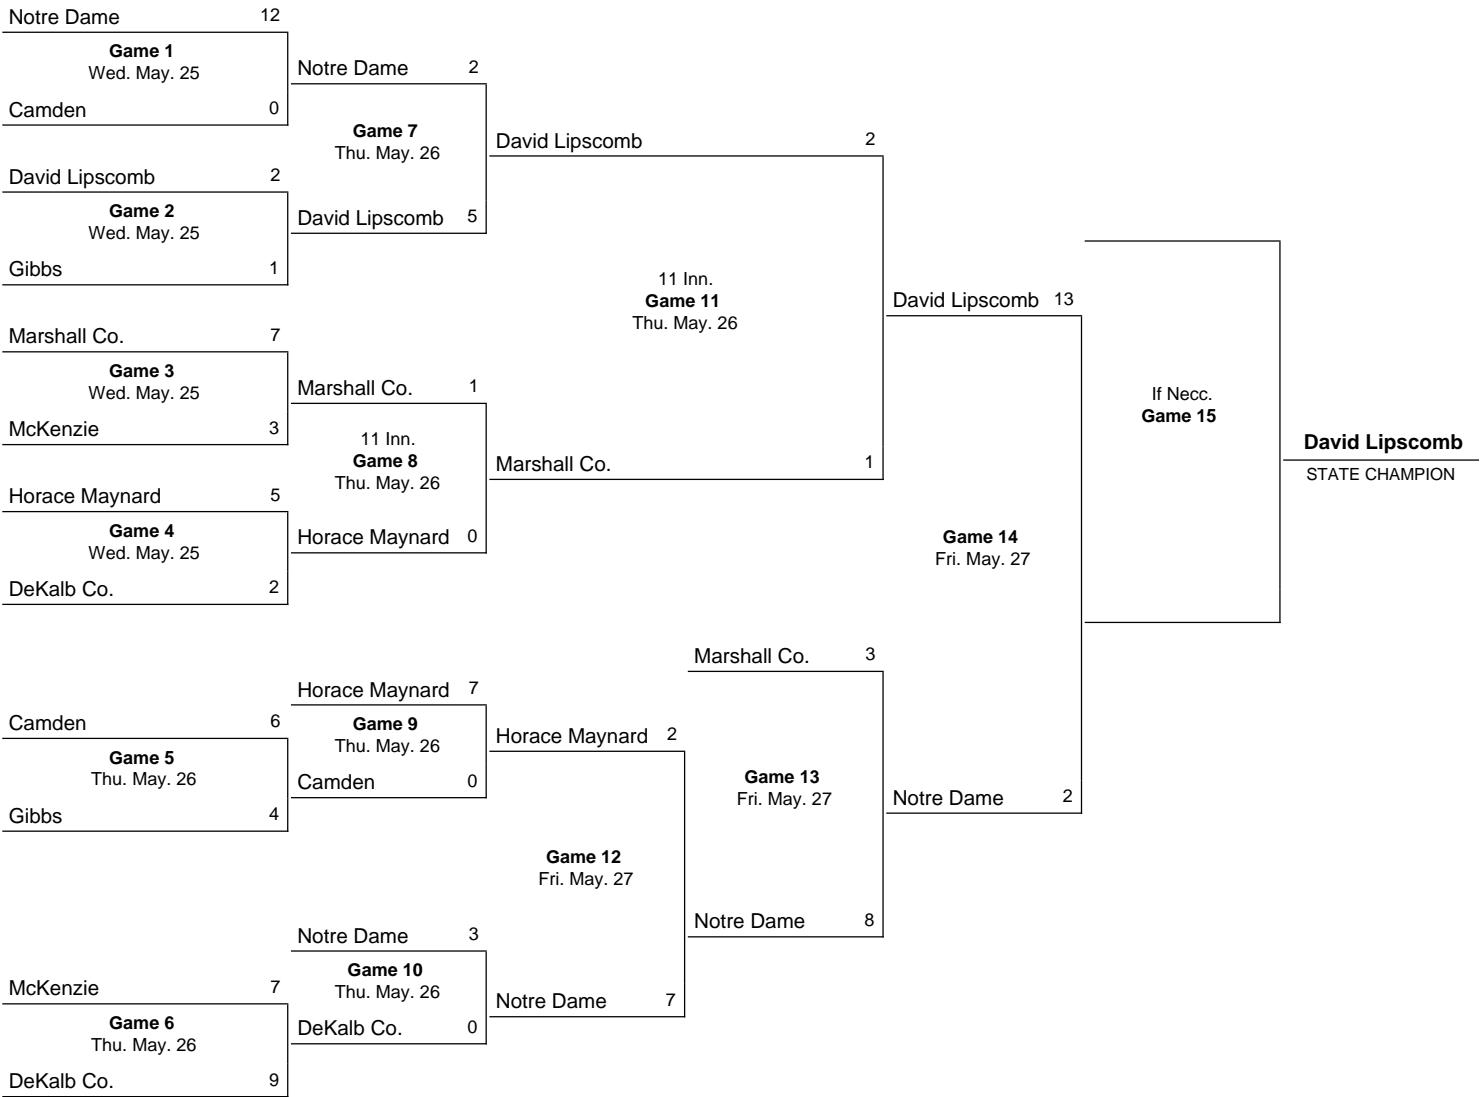 Notre Dame 12
Game 1
Wed. May. 25
Camden 0
David Lipscomb 2
Game 2
Wed. May. 25
Gibbs 1
Marshall Co. 7
Game 3
Wed. May. 25
McKenzie 3
Horace Maynard 5
Game 4
Wed. May. 25
DeKalb Co. 2
Camden 6
Game 5
Thu. May. 26
Gibbs 4
McKenzie 7
Game 6
Thu. May. 26
DeKalb Co. 9
Notre Dame 2
Game 7
Thu. May. 26
David Lipscomb 5
Marshall Co. 1
11 Inn.
Game 8
Thu. May. 26
Horace Maynard 0
Horace Maynard 7
Game 9
Thu. May. 26
Camden 0
Notre Dame 3
Game 10
Thu. May. 26
DeKalb Co. 0
David Lipscomb 2
11 Inn.
Game 11
Thu. May. 26
Marshall Co. 1
Horace Maynard 2
Game 12
Fri. May. 27
Notre Dame 7
Marshall Co. 3
Game 13
Fri. May. 27
Notre Dame 8
David Lipscomb 13
Game 14
Fri. May. 27
Notre Dame 2
If Necc.
Game 15
David Lipscomb
STATE CHAMPION